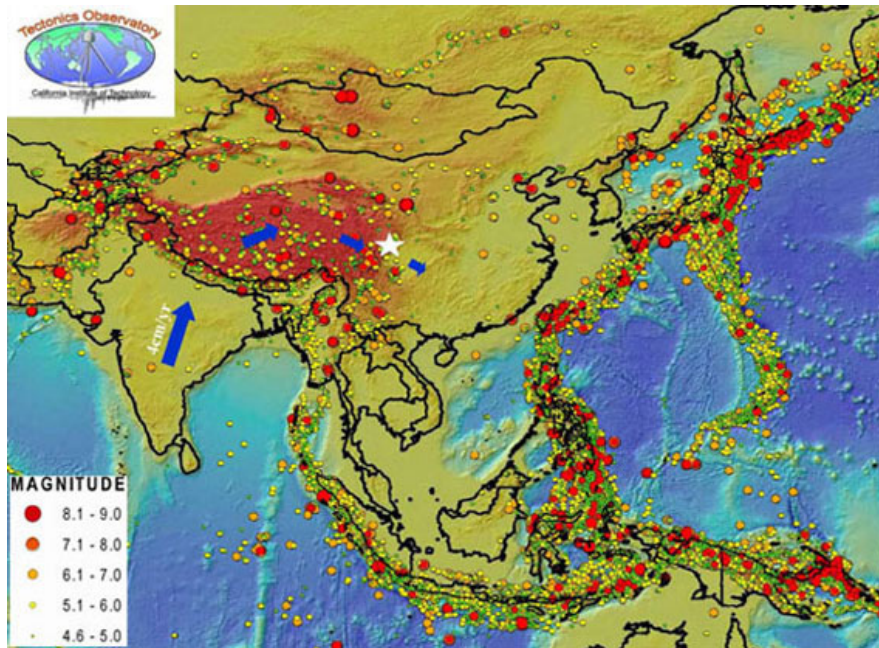 Tectonics Observatory
California Institute of Technology
4cm/yr
MAGNITUDE
8.1 - 9.0
7.1 - 8.0
6.1 - 7.0
5.1 - 6.0
4.6 - 5.0